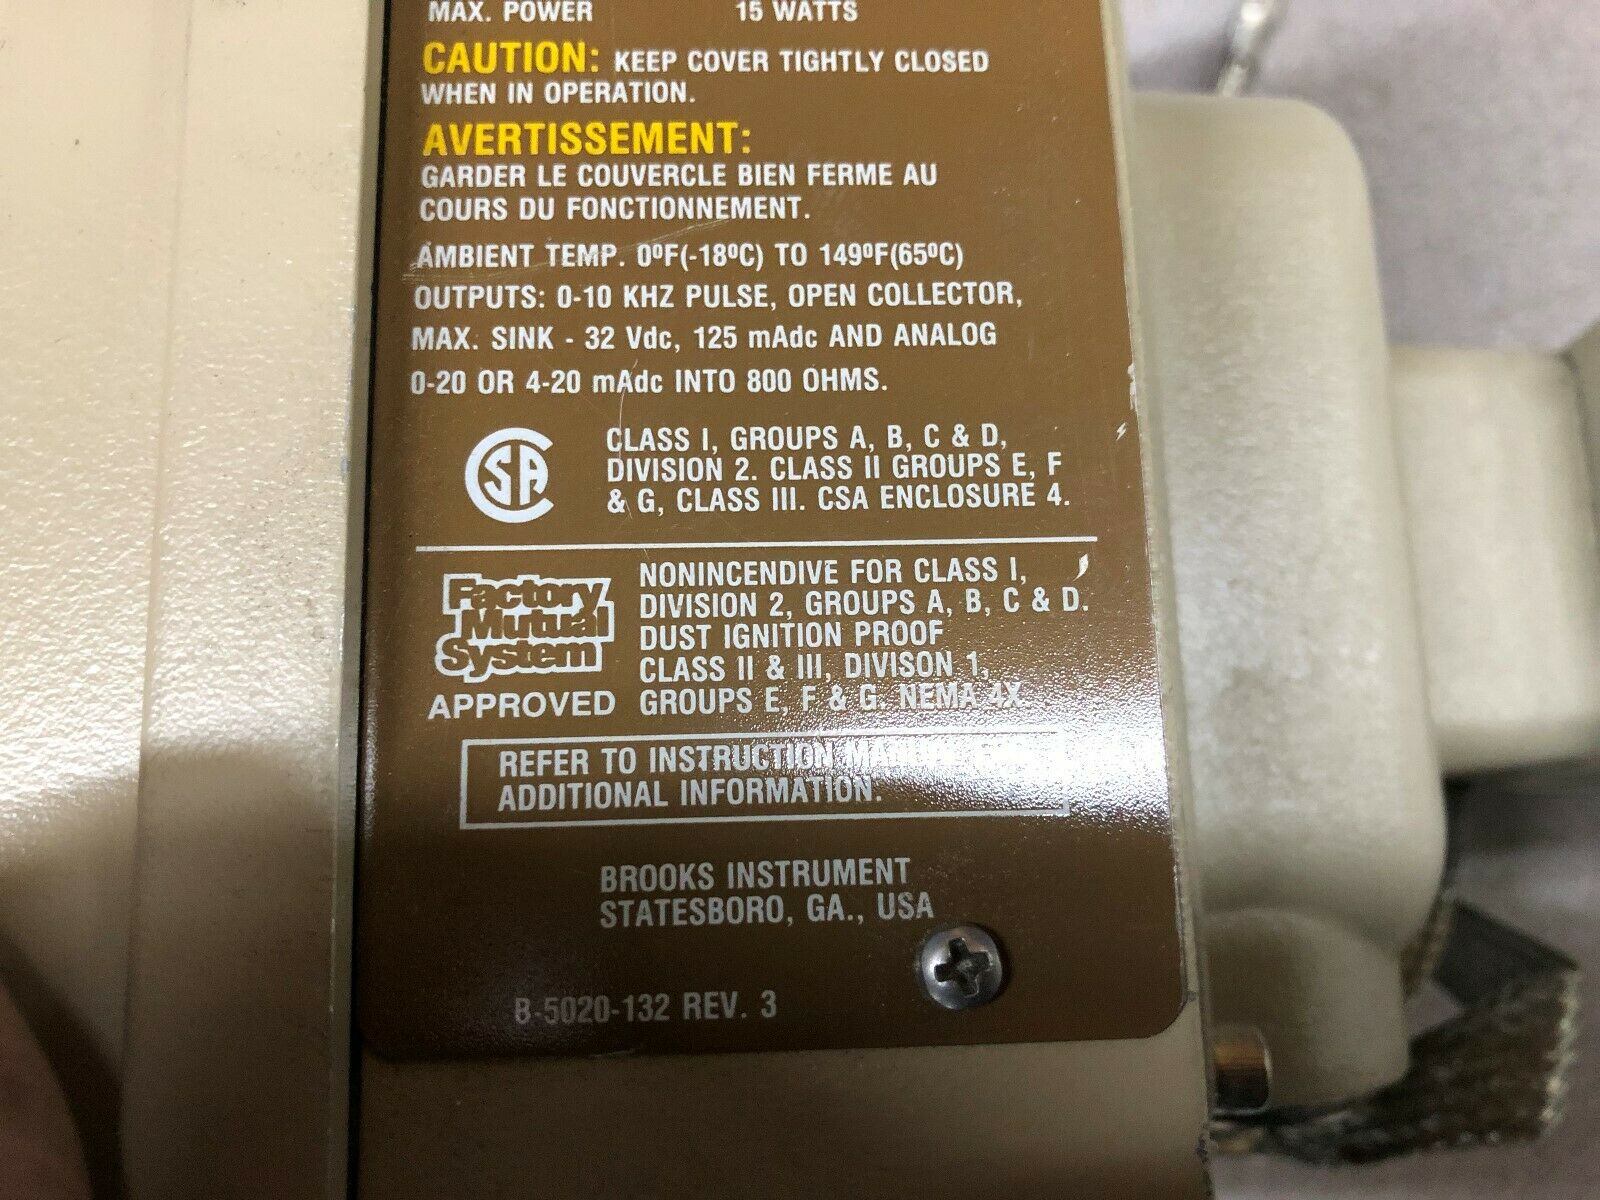 MAX. POWER 15 WATTS
CAUTION: KEEP COVER TIGHTLY CLOSED
WHEN IN OPERATION.
AVERTISSEMENT:
GARDER LE COUVERCLE BIEN FERME AU
COURS DU FONCTIONNEMENT.
AMBIENT TEMP. 0ºF(-18ºC) TO 149ºF(65ºC)
OUTPUTS: 0-10 KHZ PULSE, OPEN COLLECTOR,
MAX. SINK - 32 Vdc, 125 mAdc AND ANALOG
0-20 OR 4-20 mAdc INTO 800 OHMS.
CSA
CLASS I, GROUPS A, B, C & D,
DIVISION 2. CLASS II GROUPS E, F
& G, CLASS III. CSA ENCLOSURE 4.
Factory
Mutual
System
APPROVED
NONINCENDIVE FOR CLASS I,
DIVISION 2, GROUPS A, B, C & D.
DUST IGNITION PROOF
CLASS II & III, DIVISON 1,
GROUPS E, F & G. NEMA 4X.
REFER TO INSTRUCTION MANUAL FOR
ADDITIONAL INFORMATION.
BROOKS INSTRUMENT
STATESBORO, GA., USA
B-5020-132 REV. 3